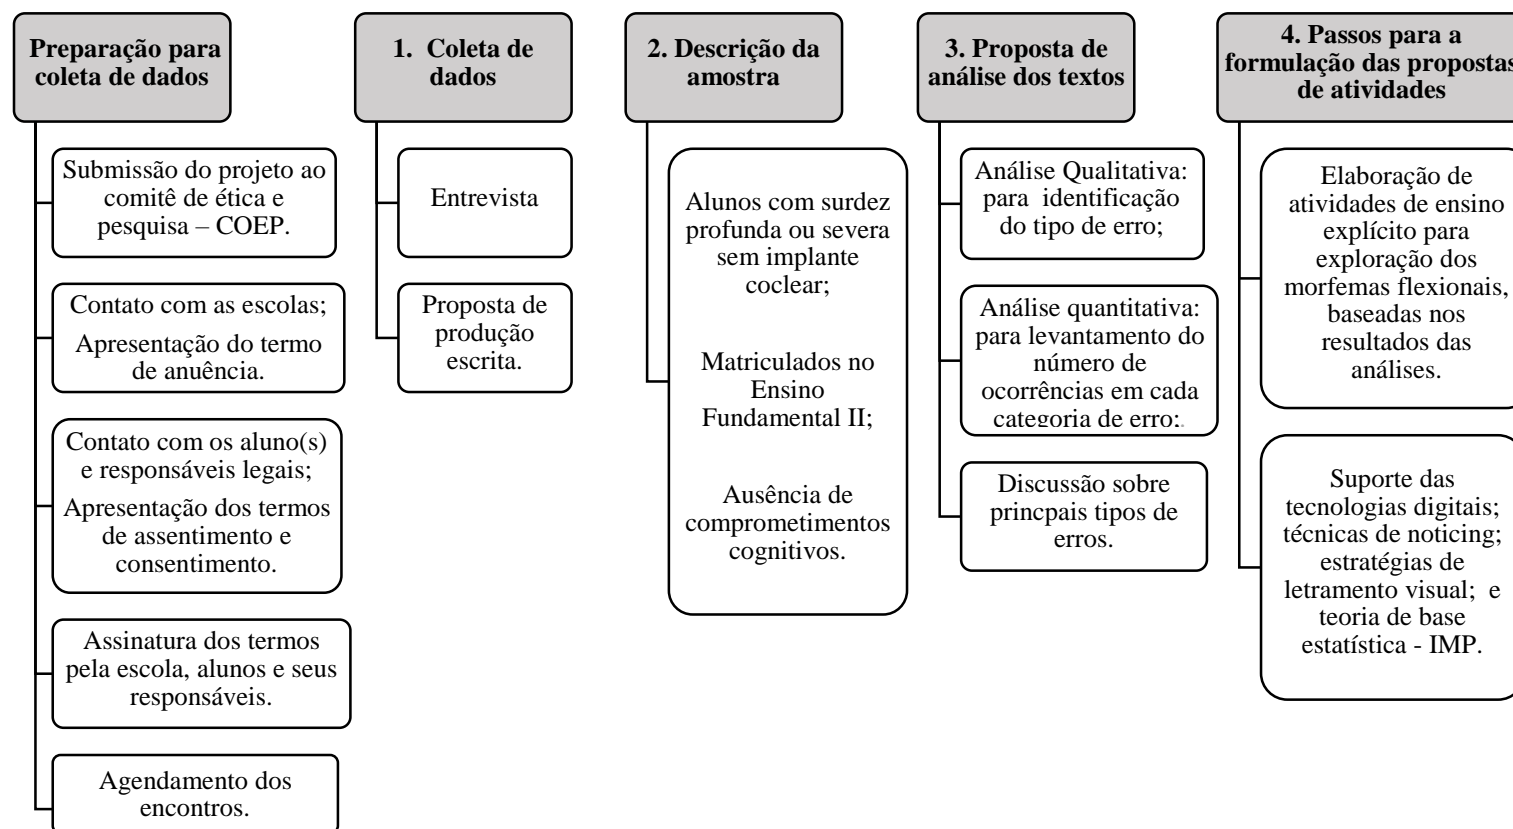 Preparação para
coleta de dados
Submissão do projeto ao
comitê de ética e
pesquisa – COEP.
Contato com as escolas;
Apresentação do termo
de anuência.
Contato com os aluno(s)
e responsáveis legais;
Apresentação dos termos
de assentimento e
consentimento.
Assinatura dos termos
pela escola, alunos e seus
responsáveis.
Agendamento dos
encontros.
1. Coleta de
dados
Entrevista
Proposta de
produção
escrita.
2. Descrição da
amostra
Alunos com surdez
profunda ou severa
sem implante
coclear;
Matriculados no
Ensino
Fundamental II;
Ausência de
comprometimentos
cognitivos.
3. Proposta de
análise dos textos
Análise Qualitativa:
para identificação
do tipo de erro;
Análise quantitativa:
para levantamento do
número de
ocorrências em cada
categoria de erro;.
Discussão sobre
princpais tipos de
erros.
4. Passos para a
formulação das propostas
de atividades
Elaboração de
atividades de ensino
explícito para
exploração dos
morfemas flexionais,
baseadas nos
resultados das
análises.
Suporte das
tecnologias digitais;
técnicas de noticing;
estratégias de
letramento visual; e
teoria de base
estatística - IMP.